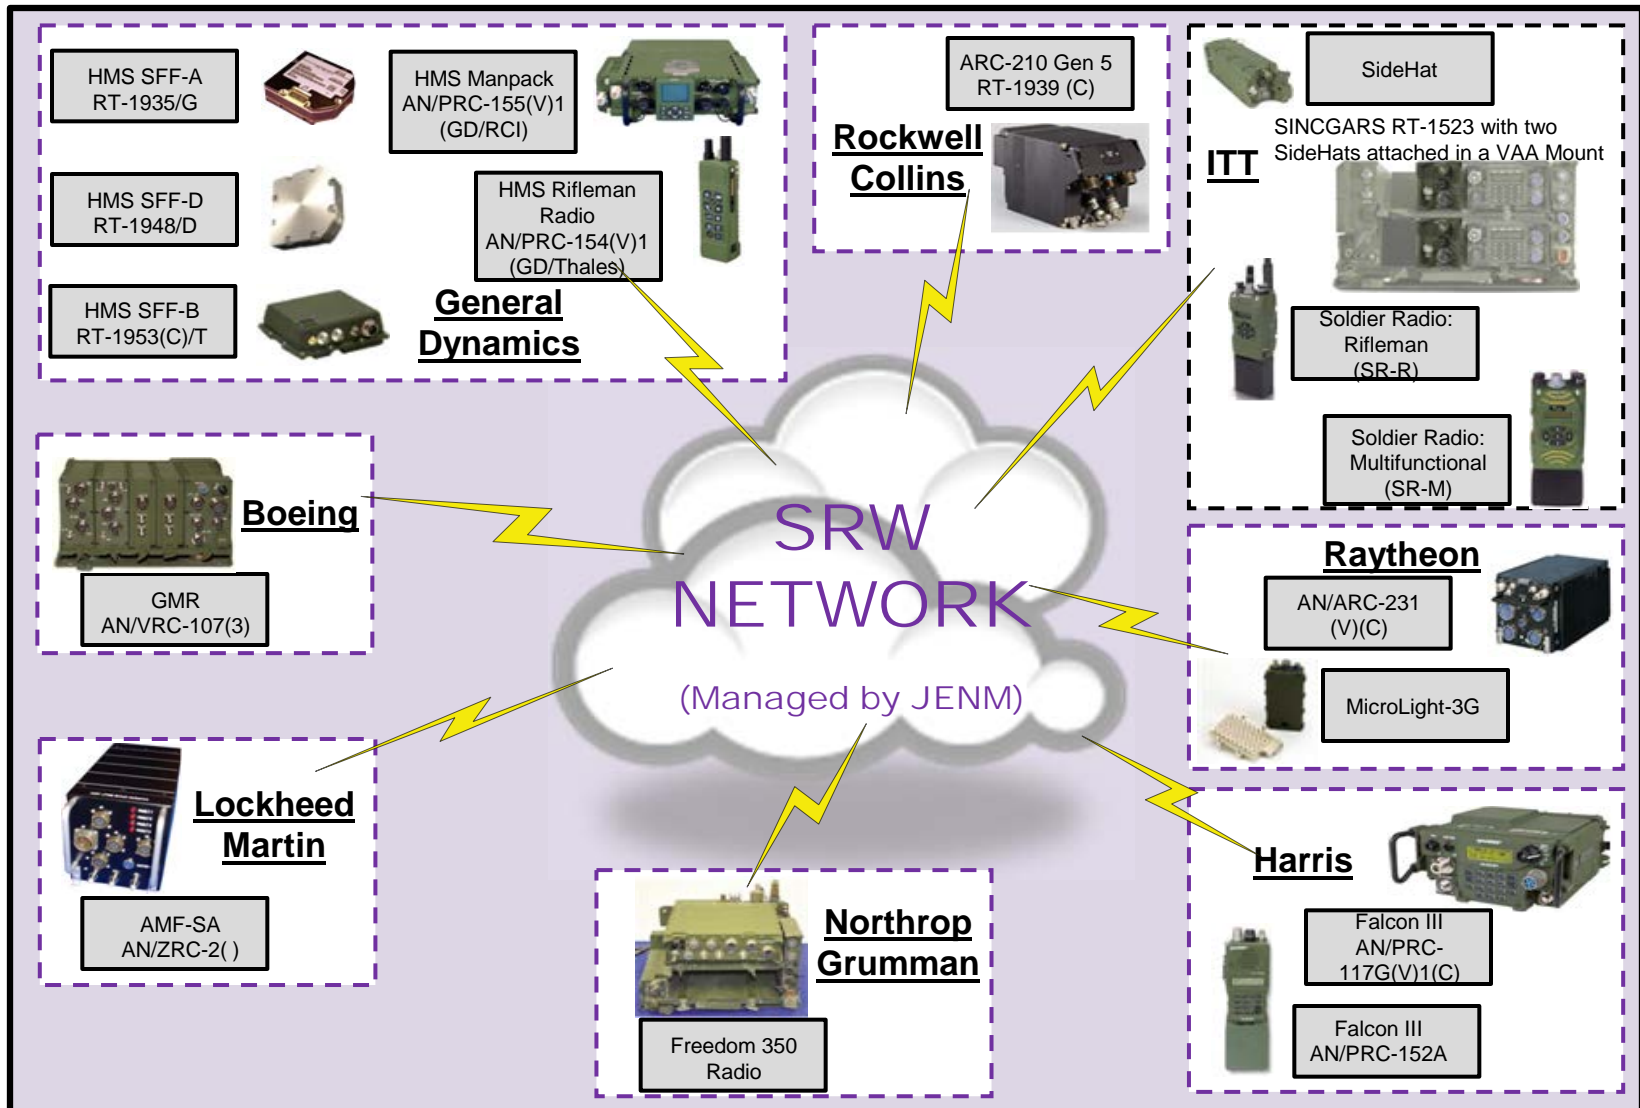 HMS SFF-A
RT-1935/G
HMS Manpack
AN/PRC-155(V)1
(GD/RCI)
HMS SFF-D
RT-1948/D
HMS Rifleman
Radio
AN/PRC-154(V)1
(GD/Thales)
HMS SFF-B
RT-1953(C)/T
General
Dynamics
ARC-210 Gen 5
RT-1939 (C)
Rockwell
Collins
SideHat
SINCGARS RT-1523 with two
SideHats attached in a VAA Mount
ITT
Soldier Radio:
Rifleman
(SR-R)
Soldier Radio:
Multifunctional
(SR-M)
Boeing
GMR
AN/VRC-107(3)
SRW
NETWORK
(Managed by JENM)
Raytheon
AN/ARC-231
(V)(C)
MicroLight-3G
Lockheed
Martin
AMF-SA
AN/ZRC-2( )
Northrop
Grumman
Freedom 350
Radio
Harris
Falcon III
AN/PRC-
117G(V)1(C)
Falcon III
AN/PRC-152A